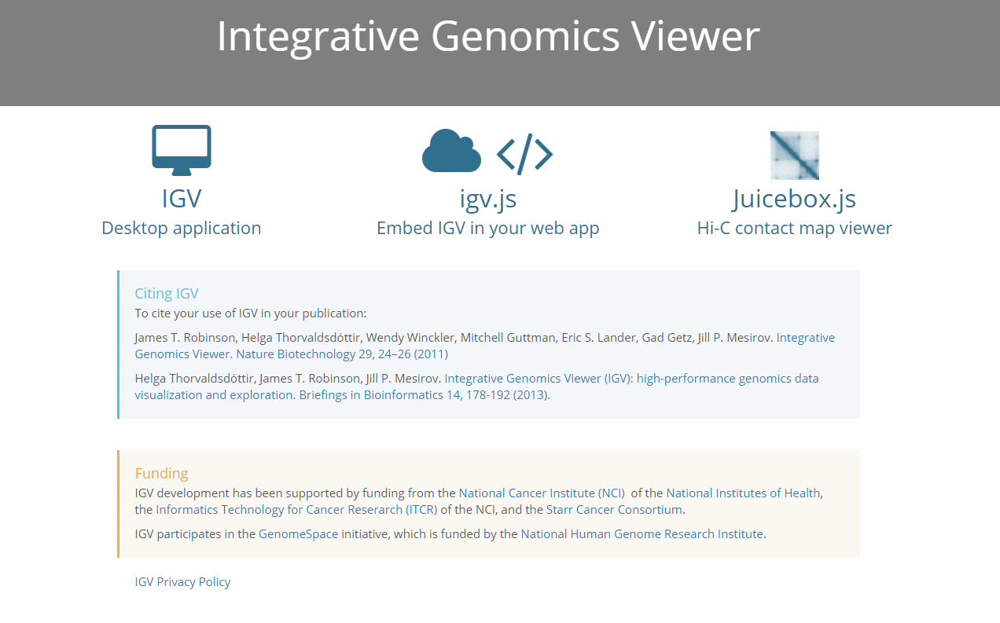 Integrative Genomics Viewer
IGV
Desktop application
igv.js
Embed IGV in your web app
Juicebox.js
Hi-C contact map viewer
Citing IGV
To cite your use of IGV in your publication:
James T. Robinson, Helga Thorvaldsdóttir, Wendy Winckler, Mitchell Guttman, Eric S. Lander, Gad Getz, Jill P. Mesirov. Integrative
Genomics Viewer. Nature Biotechnology 29, 24–26 (2011)
Helga Thorvaldsdóttir, James T. Robinson, Jill P. Mesirov. Integrative Genomics Viewer (IGV): high-performance genomics data
visualization and exploration. Briefings in Bioinformatics 14, 178-192 (2013).
Funding
IGV development has been supported by funding from the National Cancer Institute (NCI) of the National Institutes of Health,
the Informatics Technology for Cancer Reserarch (ITCR) of the NCI, and the Starr Cancer Consortium.
IGV participates in the GenomeSpace initiative, which is funded by the National Human Genome Research Institute.
IGV Privacy Policy